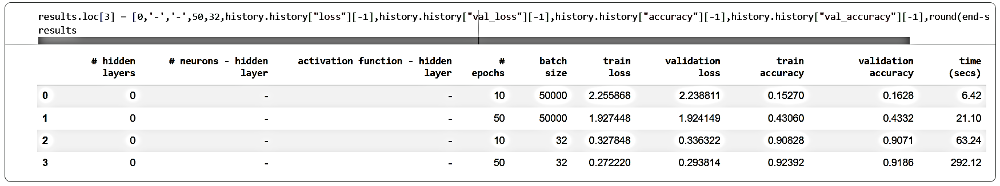 results.loc[3] = [0,'-','-',50,32,history.history["loss"][-1],history.history["val_loss"][-1],history.history["accuracy"][-1],history.history["val_accuracy"][-1],round(end-s
results
# hidden layers # neurons - hidden layer activation function - hidden layer # epochs batch size train loss validation loss train accuracy validation accuracy time (secs)
0 0 - - 10 50000 2.255868 2.238811 0.15270 0.1628 6.42
1 0 - - 50 50000 1.927448 1.924149 0.43060 0.4332 21.10
2 0 - - 10 32 0.327848 0.336322 0.90828 0.9071 63.24
3 0 - - 50 32 0.272220 0.293814 0.92392 0.9186 292.12